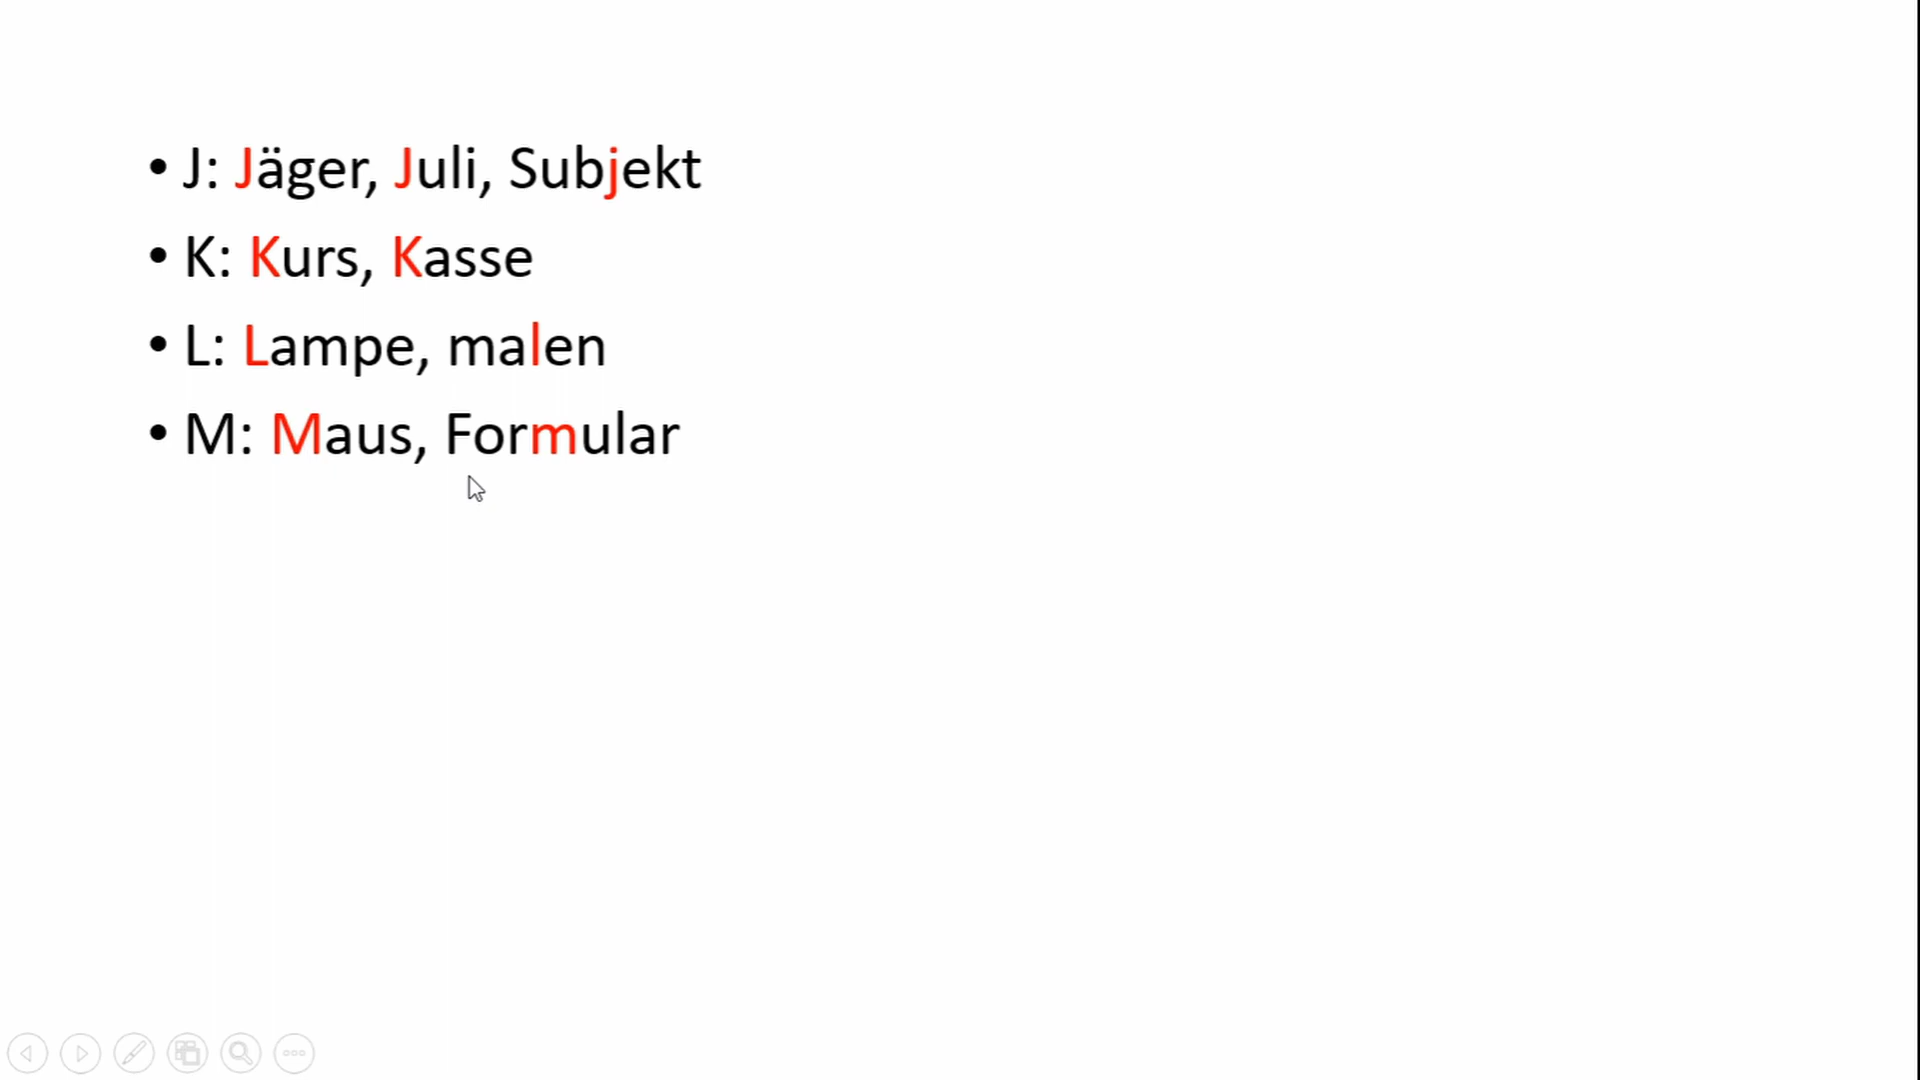 • J: Jäger, Juli, Subjekt
• K: Kurs, Kasse
• L: Lampe, malen
• M: Maus, Formular